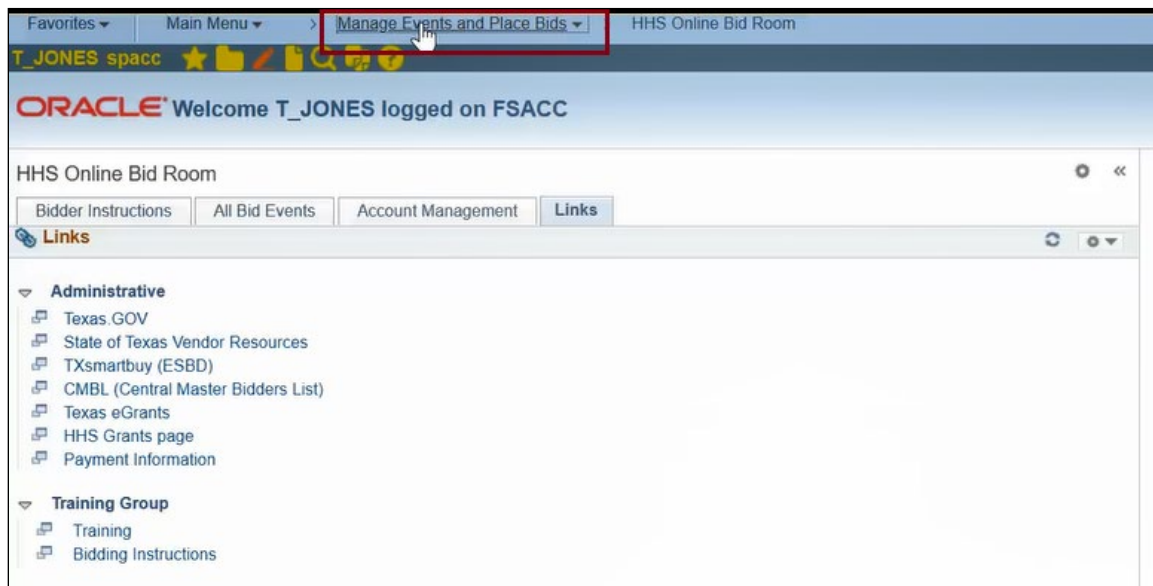 Favorites Main Menu > Manage Events and Place Bids HHS Online Bid Room
T_JONES spacc
ORACLE Welcome T_JONES logged on FSACC
HHS Online Bid Room
Bidder Instructions All Bid Events Account Management Links
Links
Administrative
Texas.GOV
State of Texas Vendor Resources
TXsmartbuy (ESBD)
CMBL (Central Master Bidders List)
Texas eGrants
HHS Grants page
Payment Information
Training Group
Training
Bidding Instructions